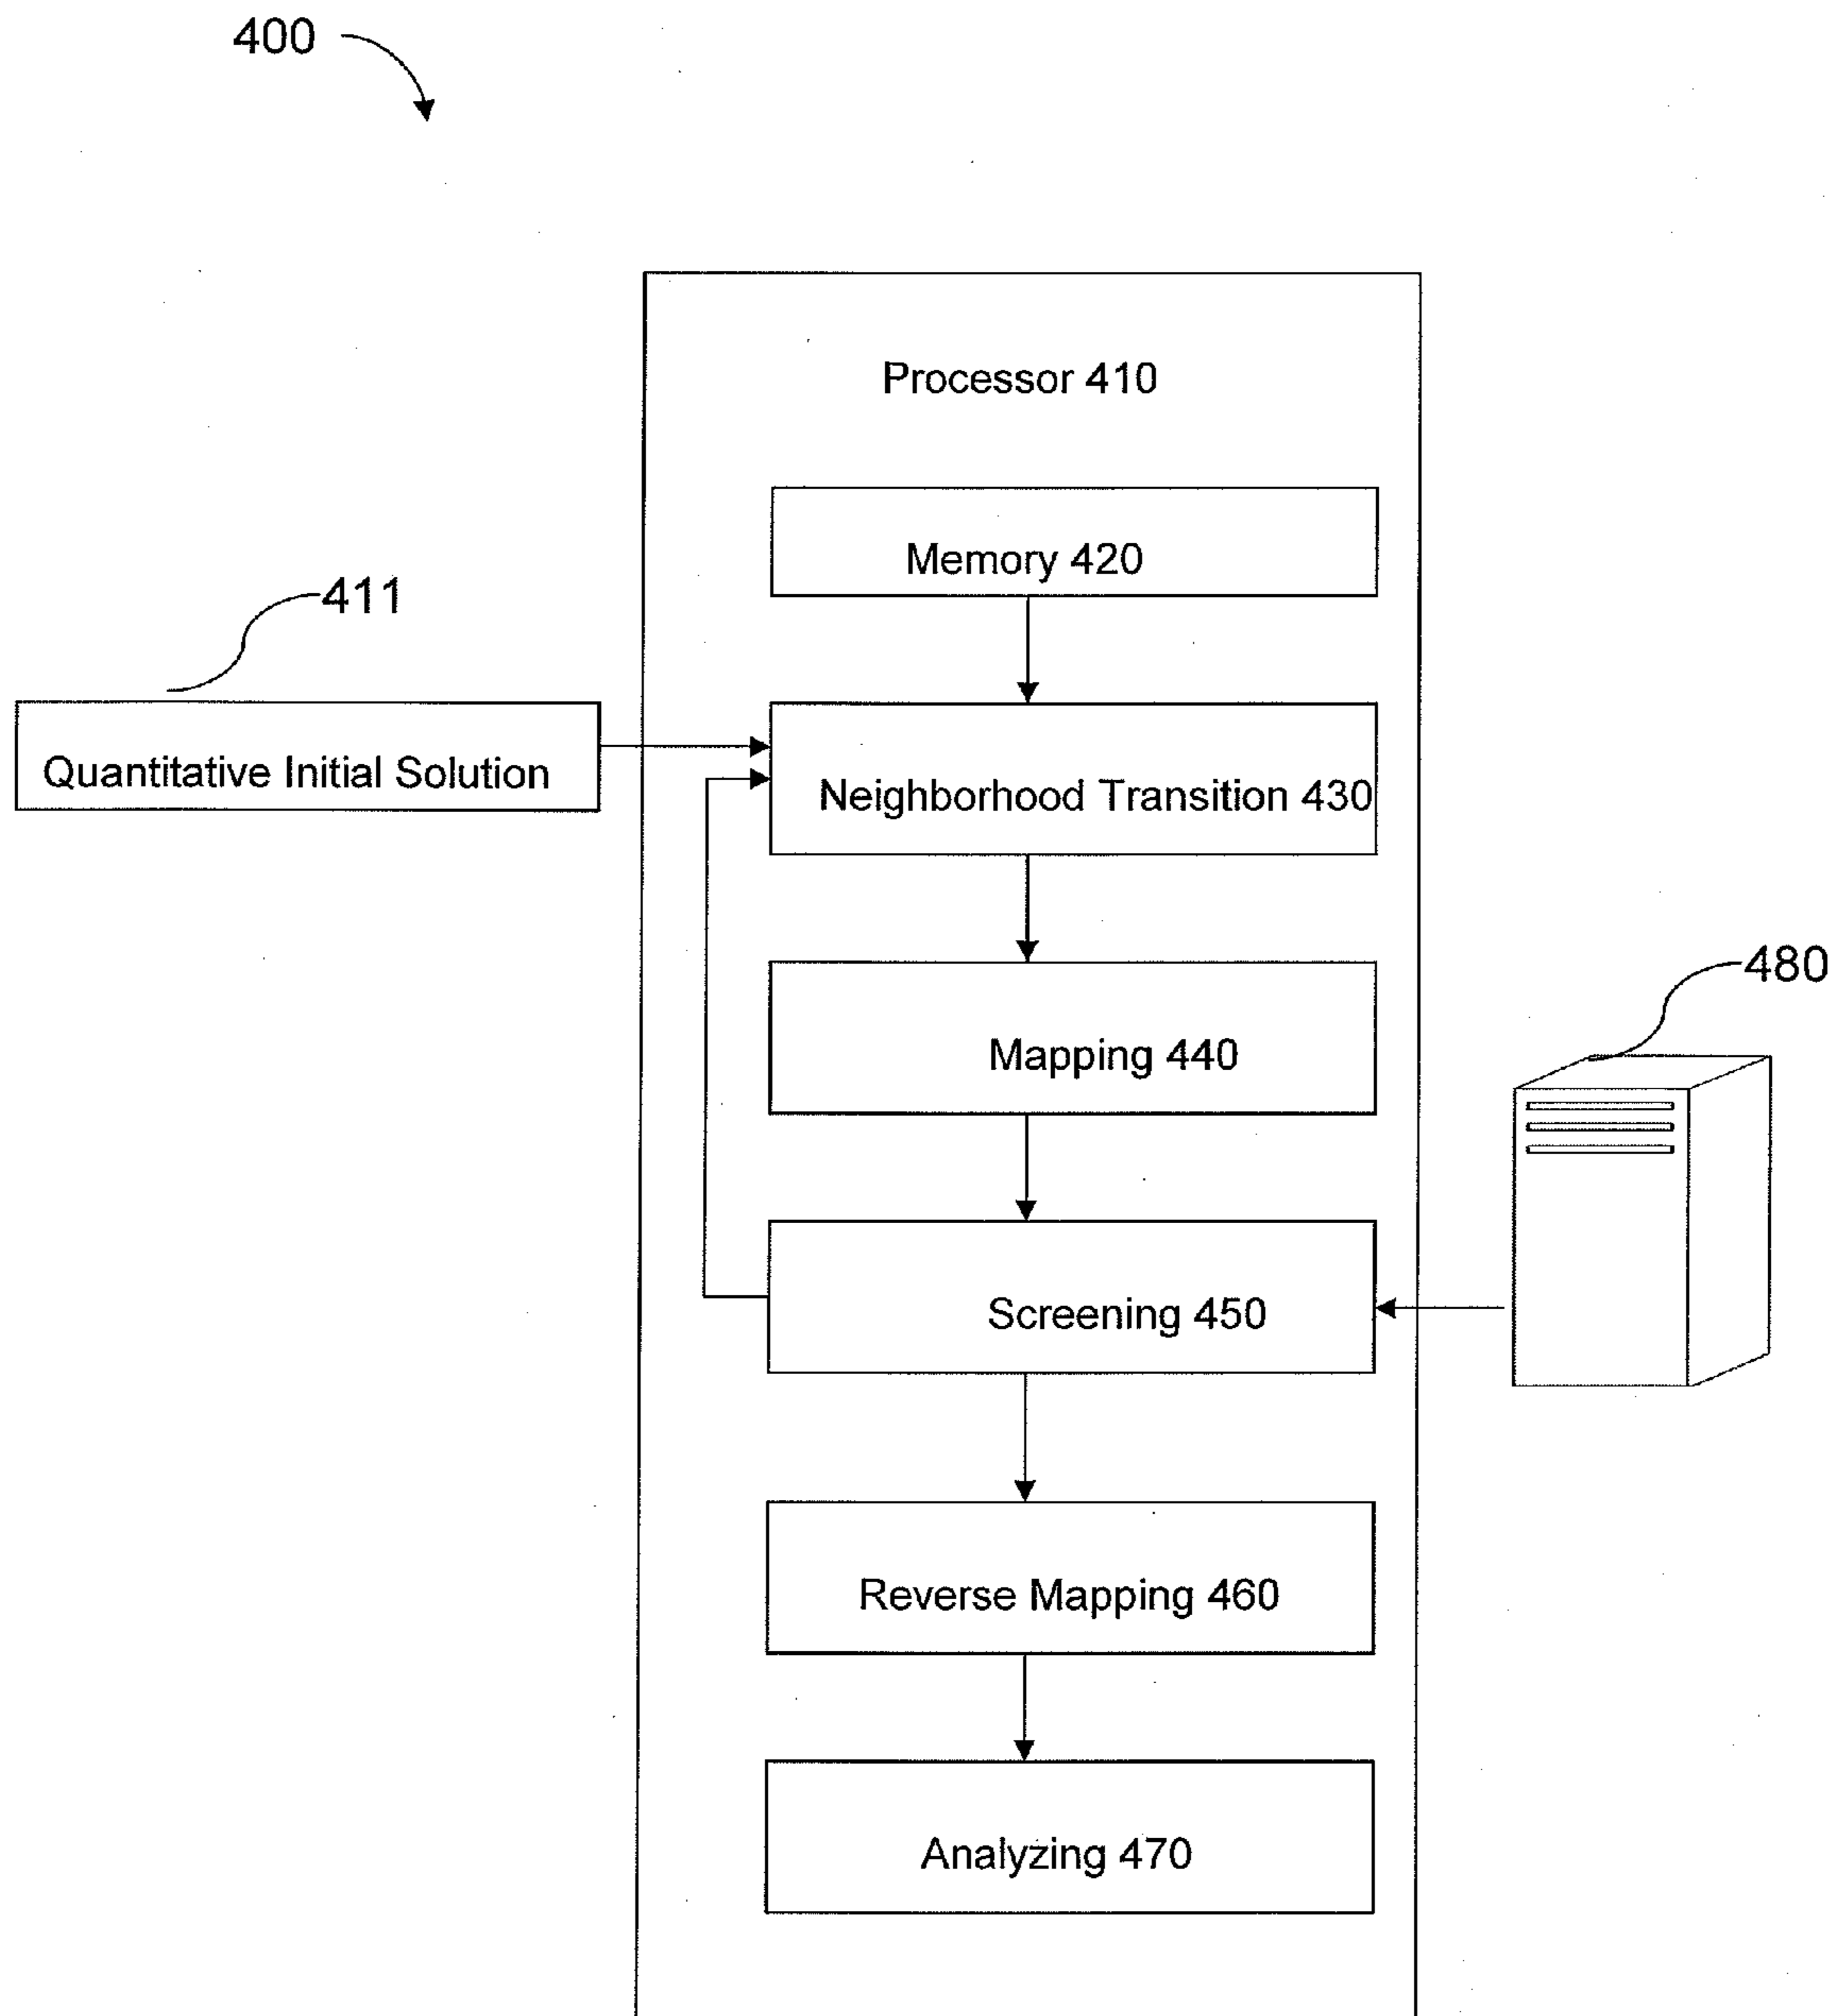 400
Processor 410
Memory 420
411
Quantitative Initial Solution
Neighborhood Transition 430
Mapping 440
480
Screening 450
Reverse Mapping 460
Analyzing 470